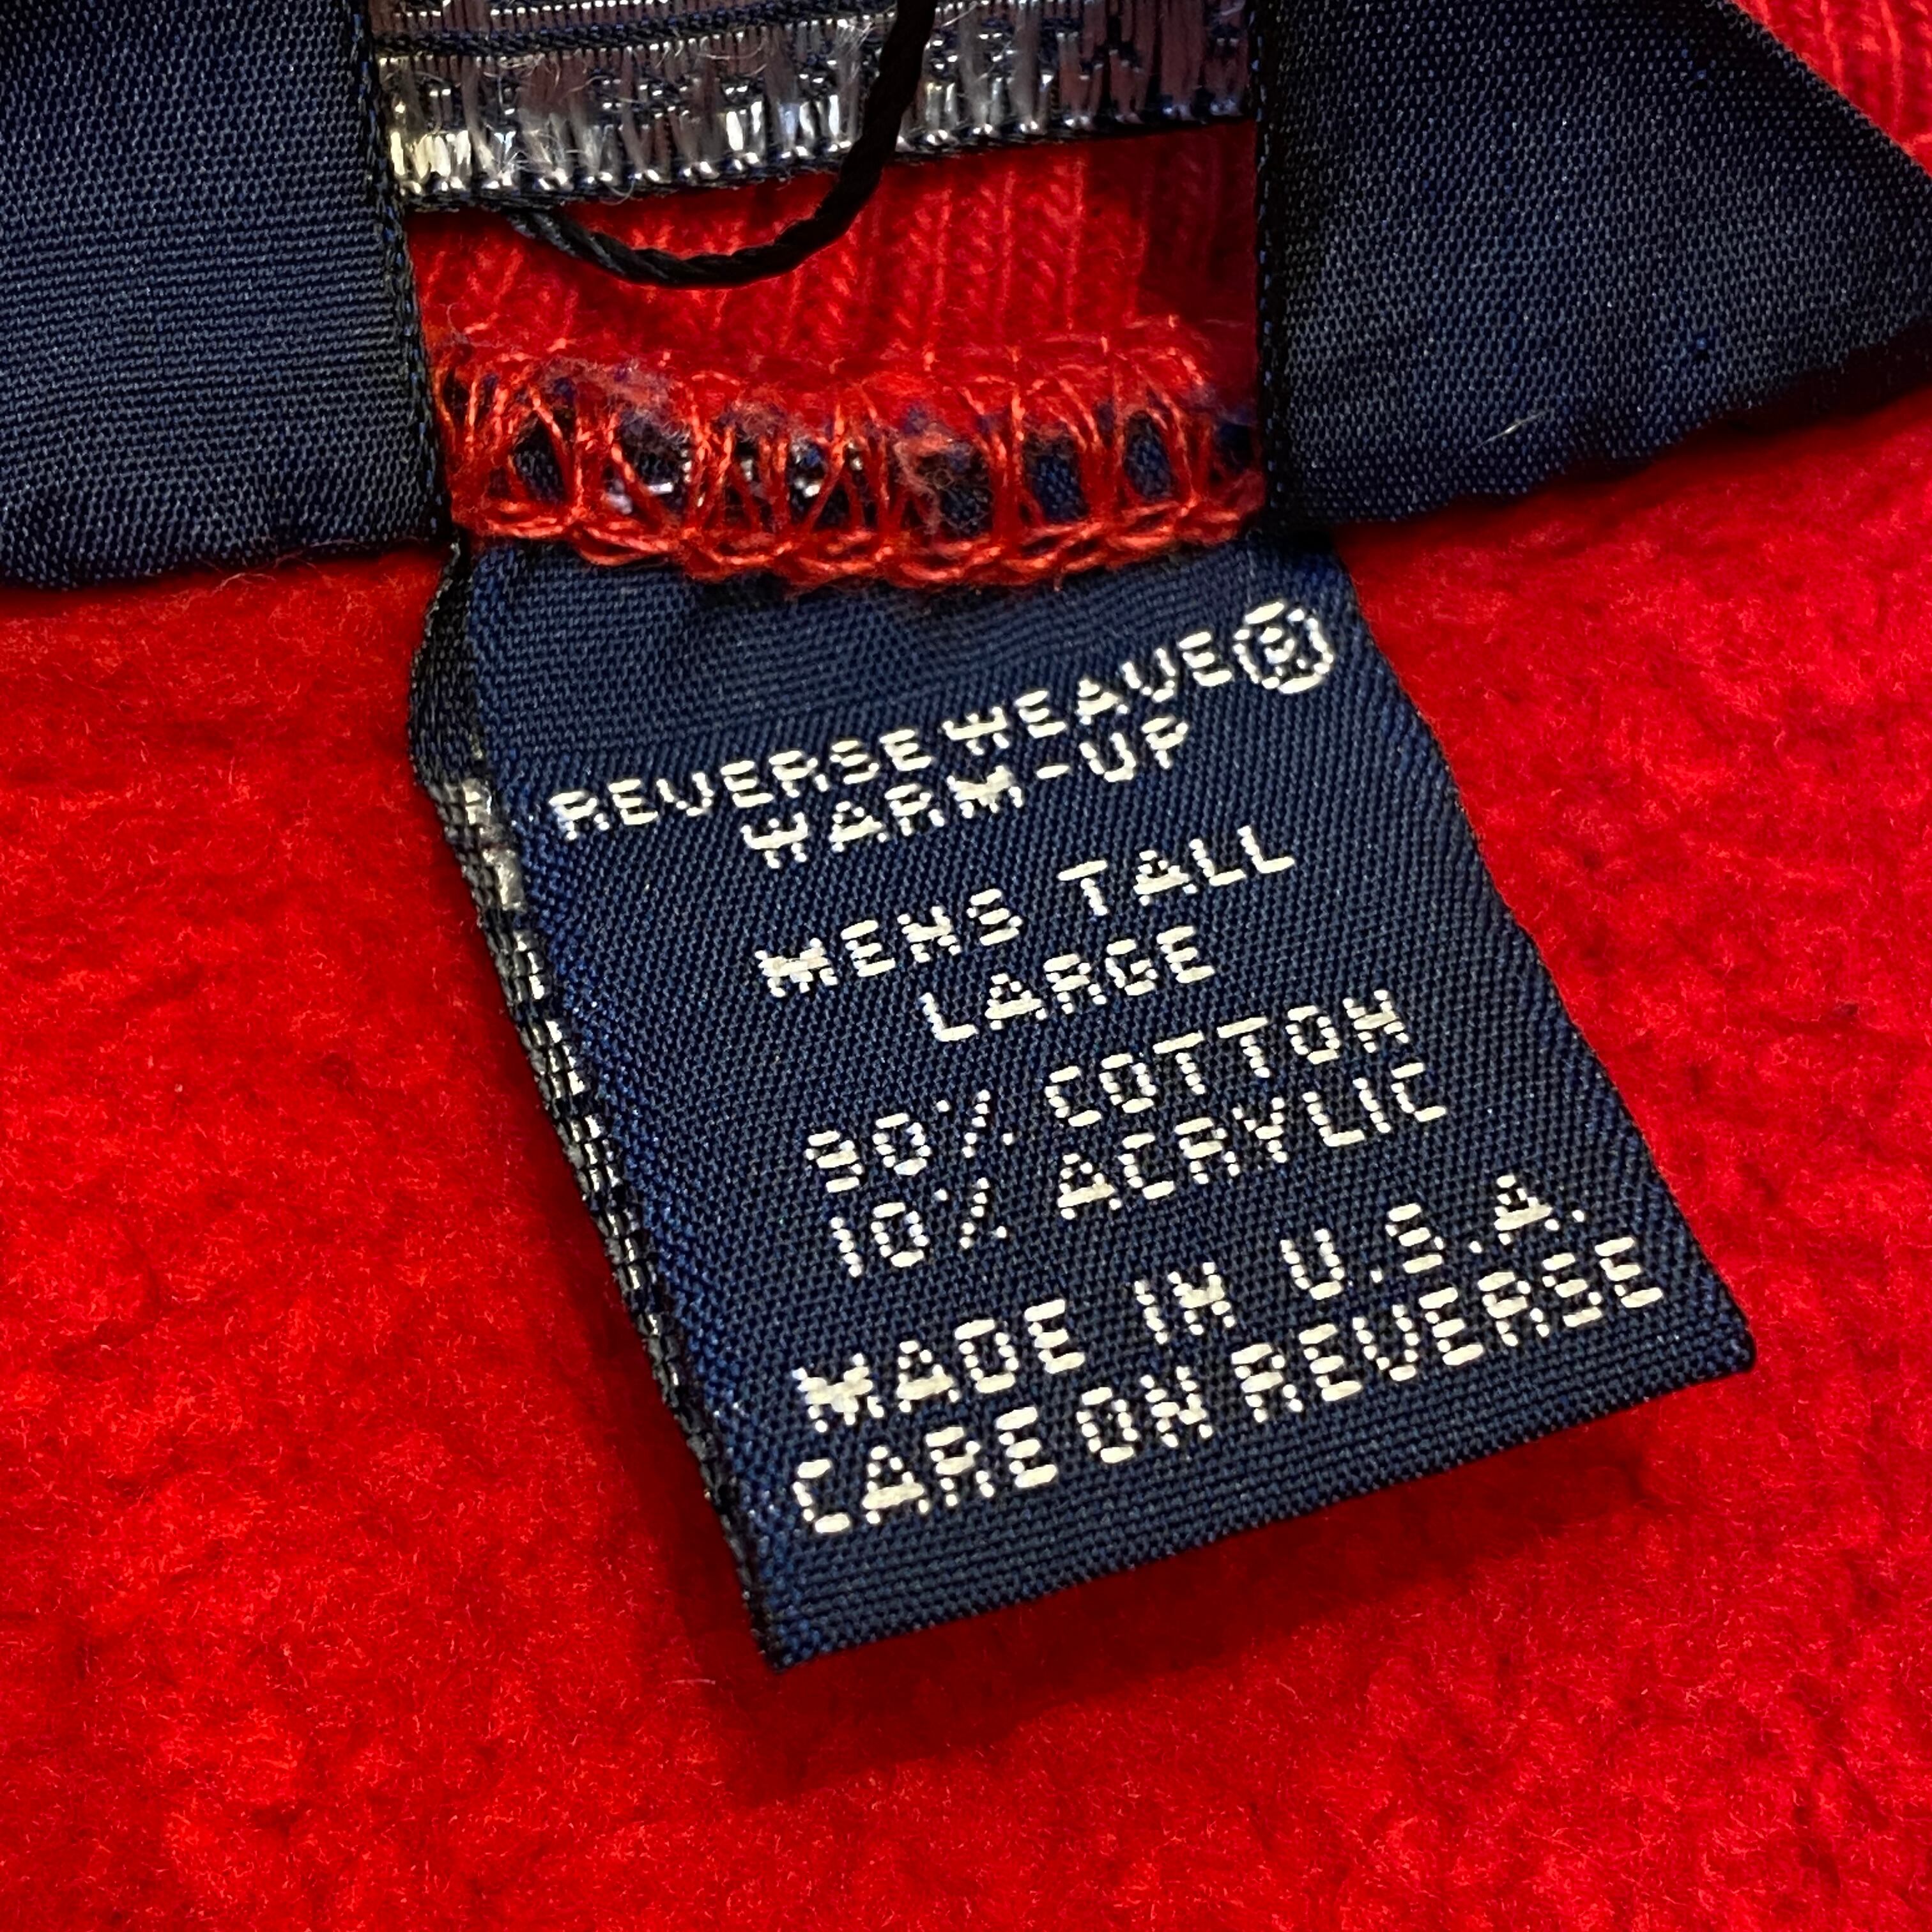 REVERSE WEAVE®
WARM-UP
MENS TALL
LARGE
90% COTTON
10% ACRYLIC
MADE IN U.S.A.
CARE ON REVERSE